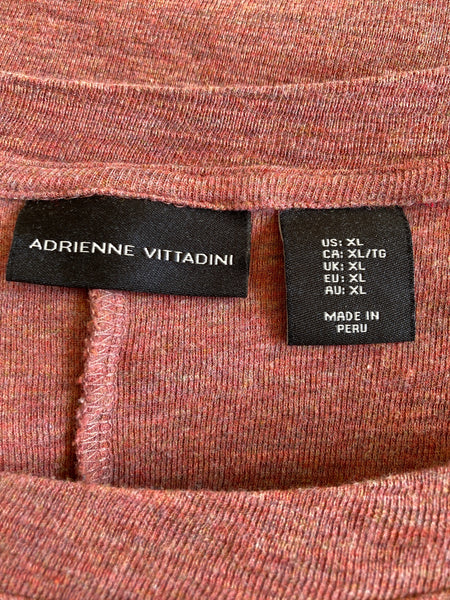 ADRIENNE VITTADINI
US: XL
CA: XL/TG
UK: XL
EU: XL
AU: XL
MADE IN
PERU